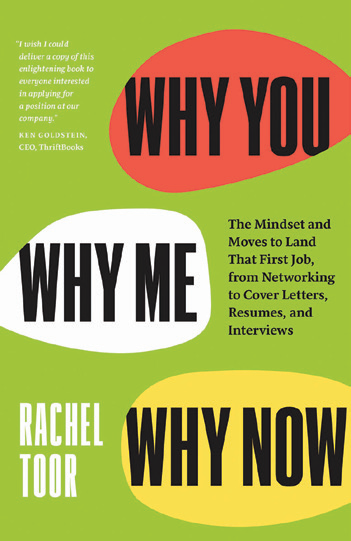 "I wish I could
deliver a copy of this
enlightening book to
everyone interested
in applying for
a position at our
company."
KEN GOLDSTEIN,
CEO, ThriftBooks
WHY YOU
WHY ME
The Mindset and
Moves to Land
That First Job,
from Networking
to Cover Letters,
Resumes, and
Interviews
RACHEL
TOOR
WHY NOW